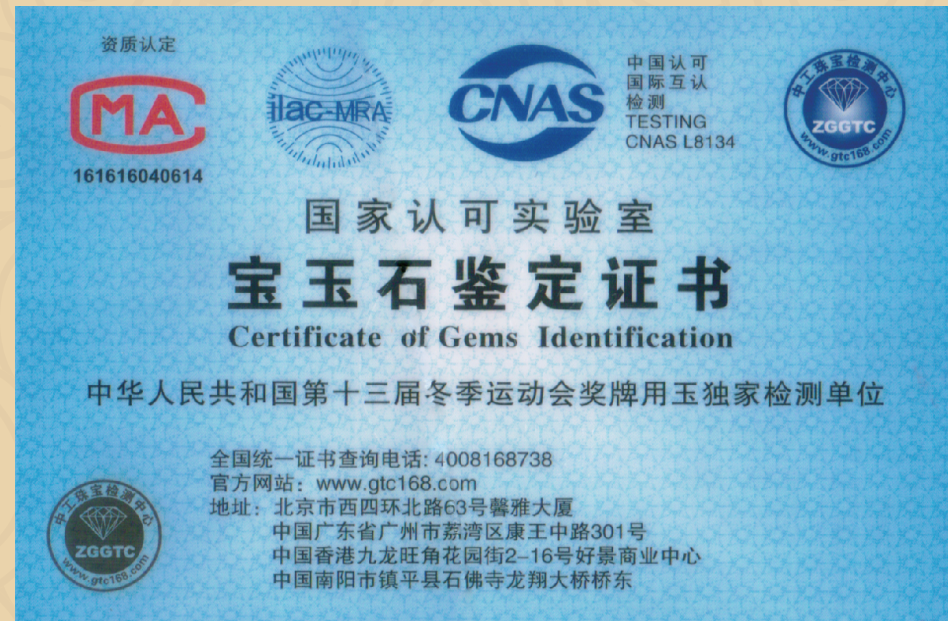 资质认定
CMA
161616040614
ilac-MRA
CNAS
中国认可
国际互认
检测
TESTING
CNAS L8134
中工珠宝检测中心
ZGGTC
www.gtc168.com
国家认可实验室
宝玉石鉴定证书
Certificate of Gems Identification
中华人民共和国第十三届冬季运动会奖牌用玉独家检测单位
全国统一证书查询电话: 4008168738
官方网站：www.gtc168.com
地址：北京市西四环北路63号馨雅大厦
中国广东省广州市荔湾区康王中路301号
中国香港九龙旺角花园街2-16号好景商业中心
中国南阳市镇平县石佛寺龙翔大桥桥东
中工珠宝检测中心
ZGGTC
www.gtc168.com